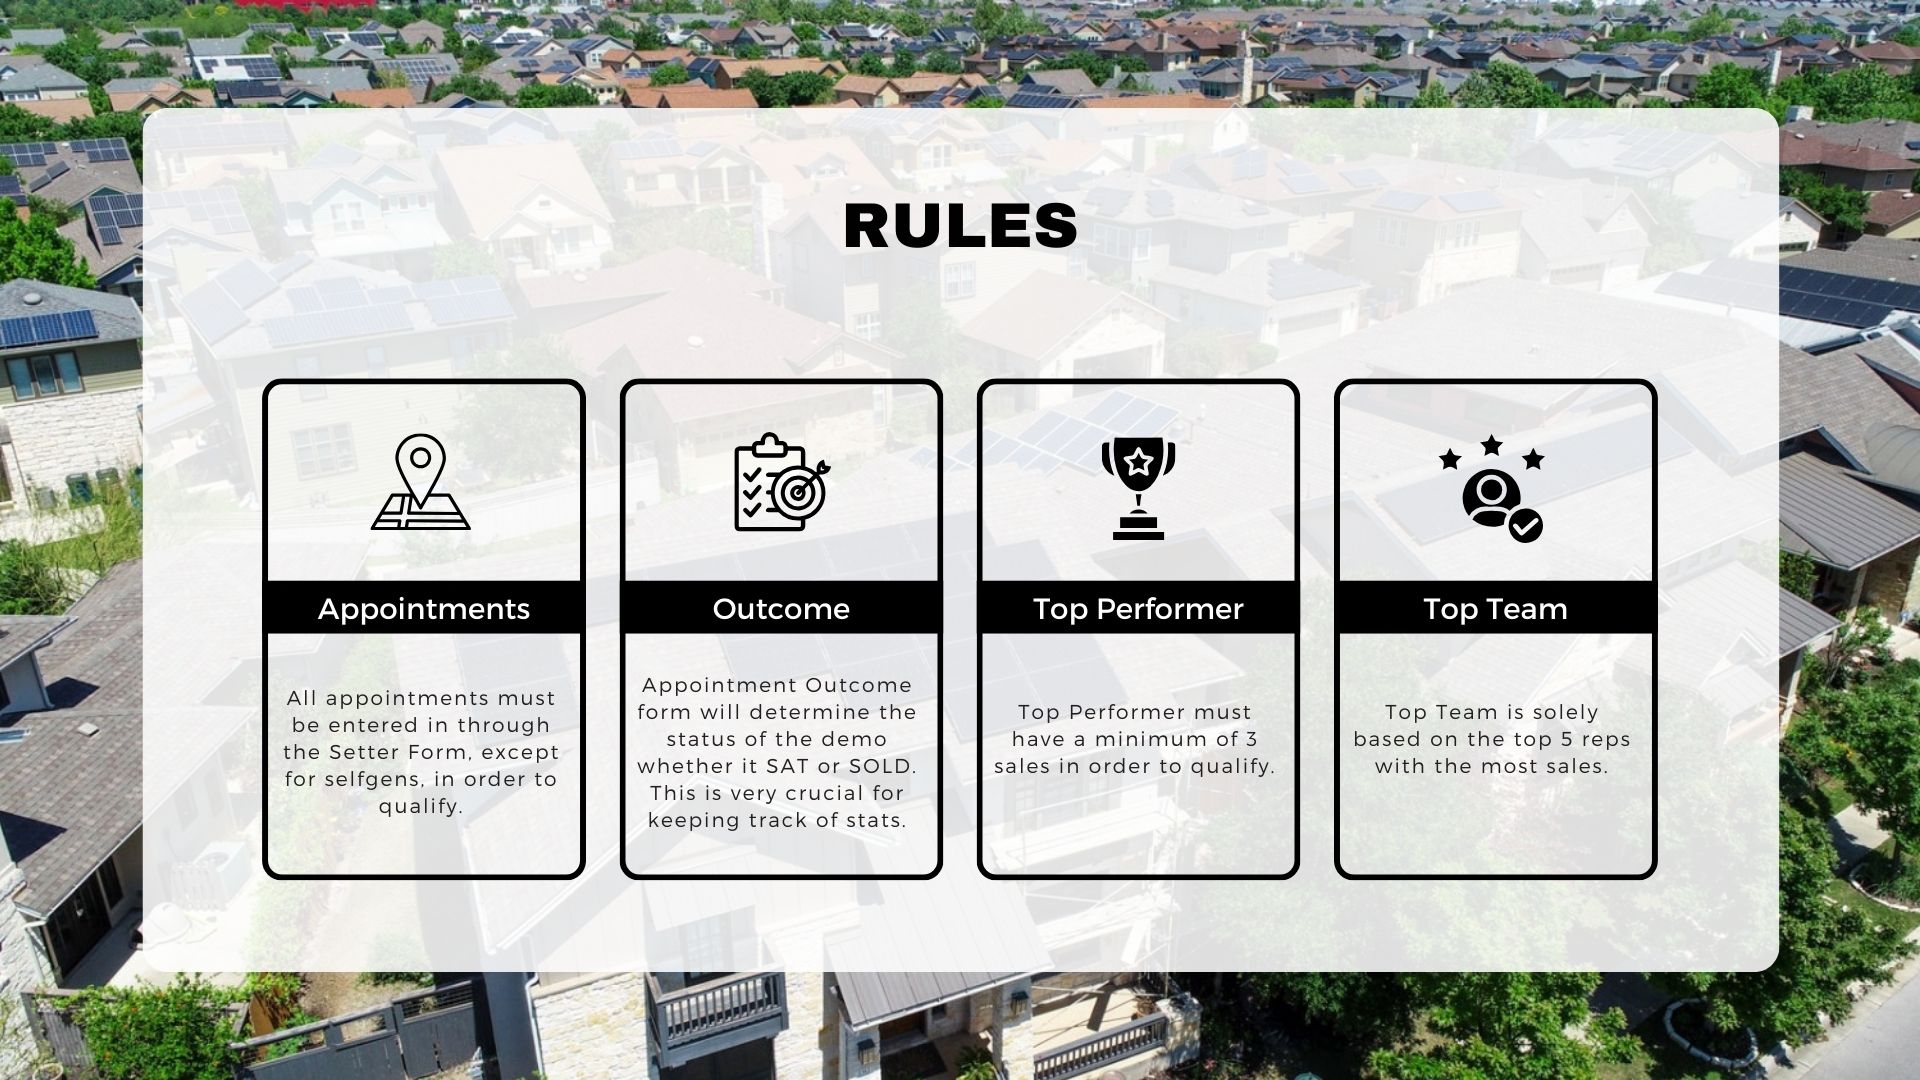 RULES
Appointments
All appointments must
be entered in through
the Setter Form, except
for selfgens, in order to
qualify.
Outcome
Appointment Outcome
form will determine the
status of the demo
whether it SAT or SOLD.
This is very crucial for
keeping track of stats.
Top Performer
Top Performer must
have a minimum of 3
sales in order to qualify.
Top Team
Top Team is solely
based on the top 5 reps
with the most sales.